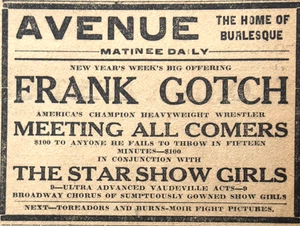 AVENUE THE HOME OF
BURLESQUE
MATINEE DAILY
NEW YEAR'S WEEK'S BIG OFFERING
FRANK GOTCH
AMERICA'S CHAMPION HEAVYWEIGHT WRESTLER
MEETING ALL COMERS
$100 TO ANYONE HE FAILS TO THROW IN FIFTEEN
MINUTES—$100
IN CONJUNCTION WITH
THE STAR SHOW GIRLS
9—ULTRA ADVANCED VAUDEVILLE ACTS—9
BROADWAY CHORUS OF SUMPTUOUSLY GOWNED SHOW GIRLS
NEXT—TOREADORS AND BURNS-MOIR FIGHT PICTURES.